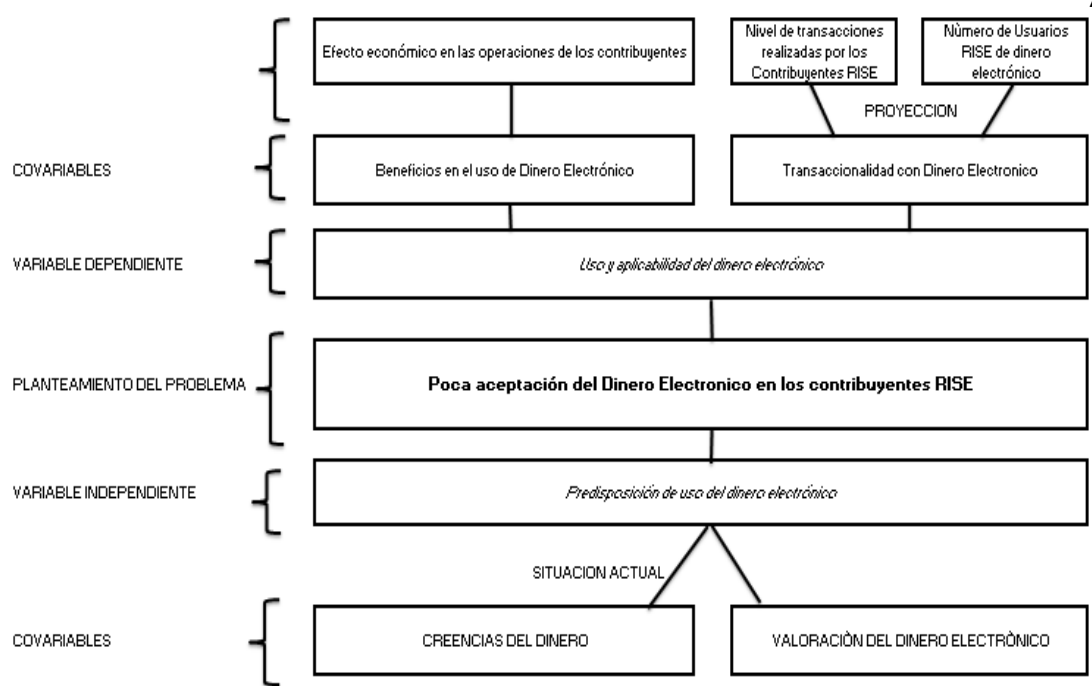 Efecto económico en las operaciones de los contribuyentes
Nivel de transacciones
realizadas por los
Contribuyentes RISE
Nùmero de Usuarios
RISE de dinero
electrónico
PROYECCION
COVARIABLES
Beneficios en el uso de Dinero Electrónico
Transaccionalidad con Dinero Electronico
VARIABLE DEPENDIENTE
Uso y aplicabilidad del dinero electrónico
PLANTEAMIENTO DEL PROBLEMA
Poca aceptación del Dinero Electronico en los contribuyentes RISE
VARIABLE INDEPENDIENTE
Predisposición de uso del dinero electrónico
SITUACION ACTUAL
COVARIABLES
CREENCIAS DEL DINERO
VALORACIÒN DEL DINERO ELECTRÒNICO